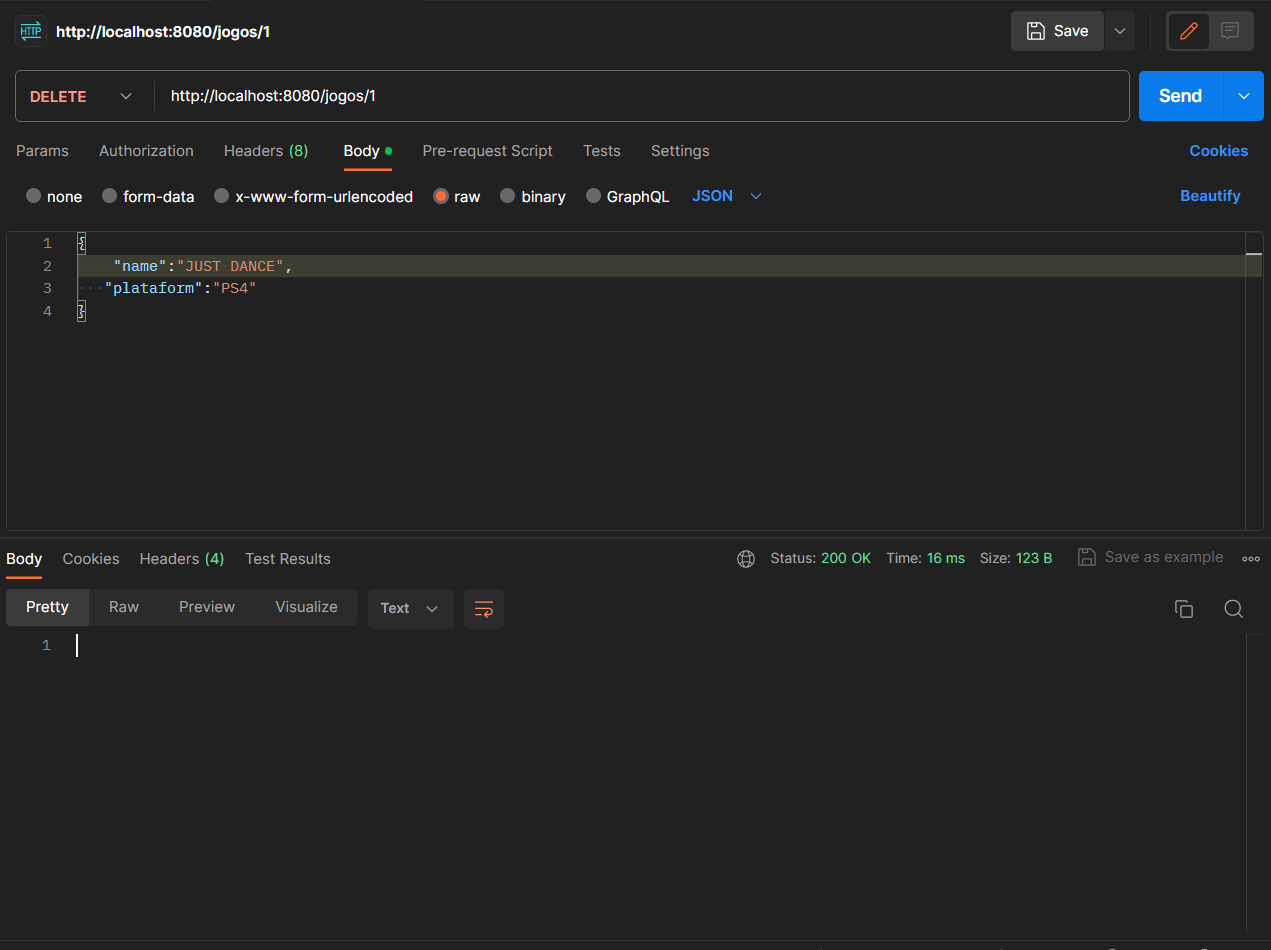 HTTP http://localhost:8080/jogos/1 Save
DELETE http://localhost:8080/jogos/1 Send
Params Authorization Headers (8) Body Pre-request Script Tests Settings Cookies
none form-data x-www-form-urlencoded raw binary GraphQL JSON Beautify
1 {
2 "name":"JUST DANCE",
3 "plataform":"PS4"
4 }
Body Cookies Headers (4) Test Results Status: 200 OK Time: 16 ms Size: 123 B Save as example
Pretty Raw Preview Visualize Text
1